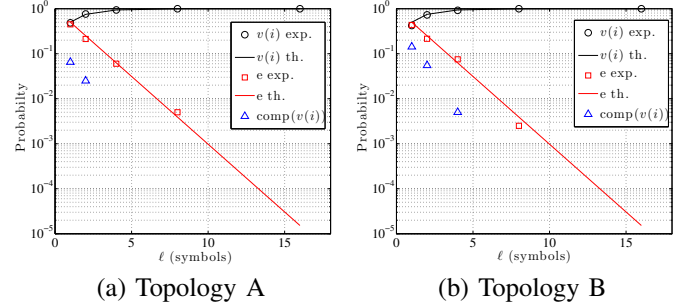 10^0
10^-1
10^-2
10^-3
10^-4
10^-5
Probabilty
0 5 10 15
ℓ (symbols)
v(i) exp.
v(i) th.
e exp.
e th.
comp(v(i))
(a) Topology A
10^0
10^-1
10^-2
10^-3
10^-4
10^-5
Probabilty
0 5 10 15
ℓ (symbols)
v(i) exp.
v(i) th.
e exp.
e th.
comp(v(i))
(b) Topology B